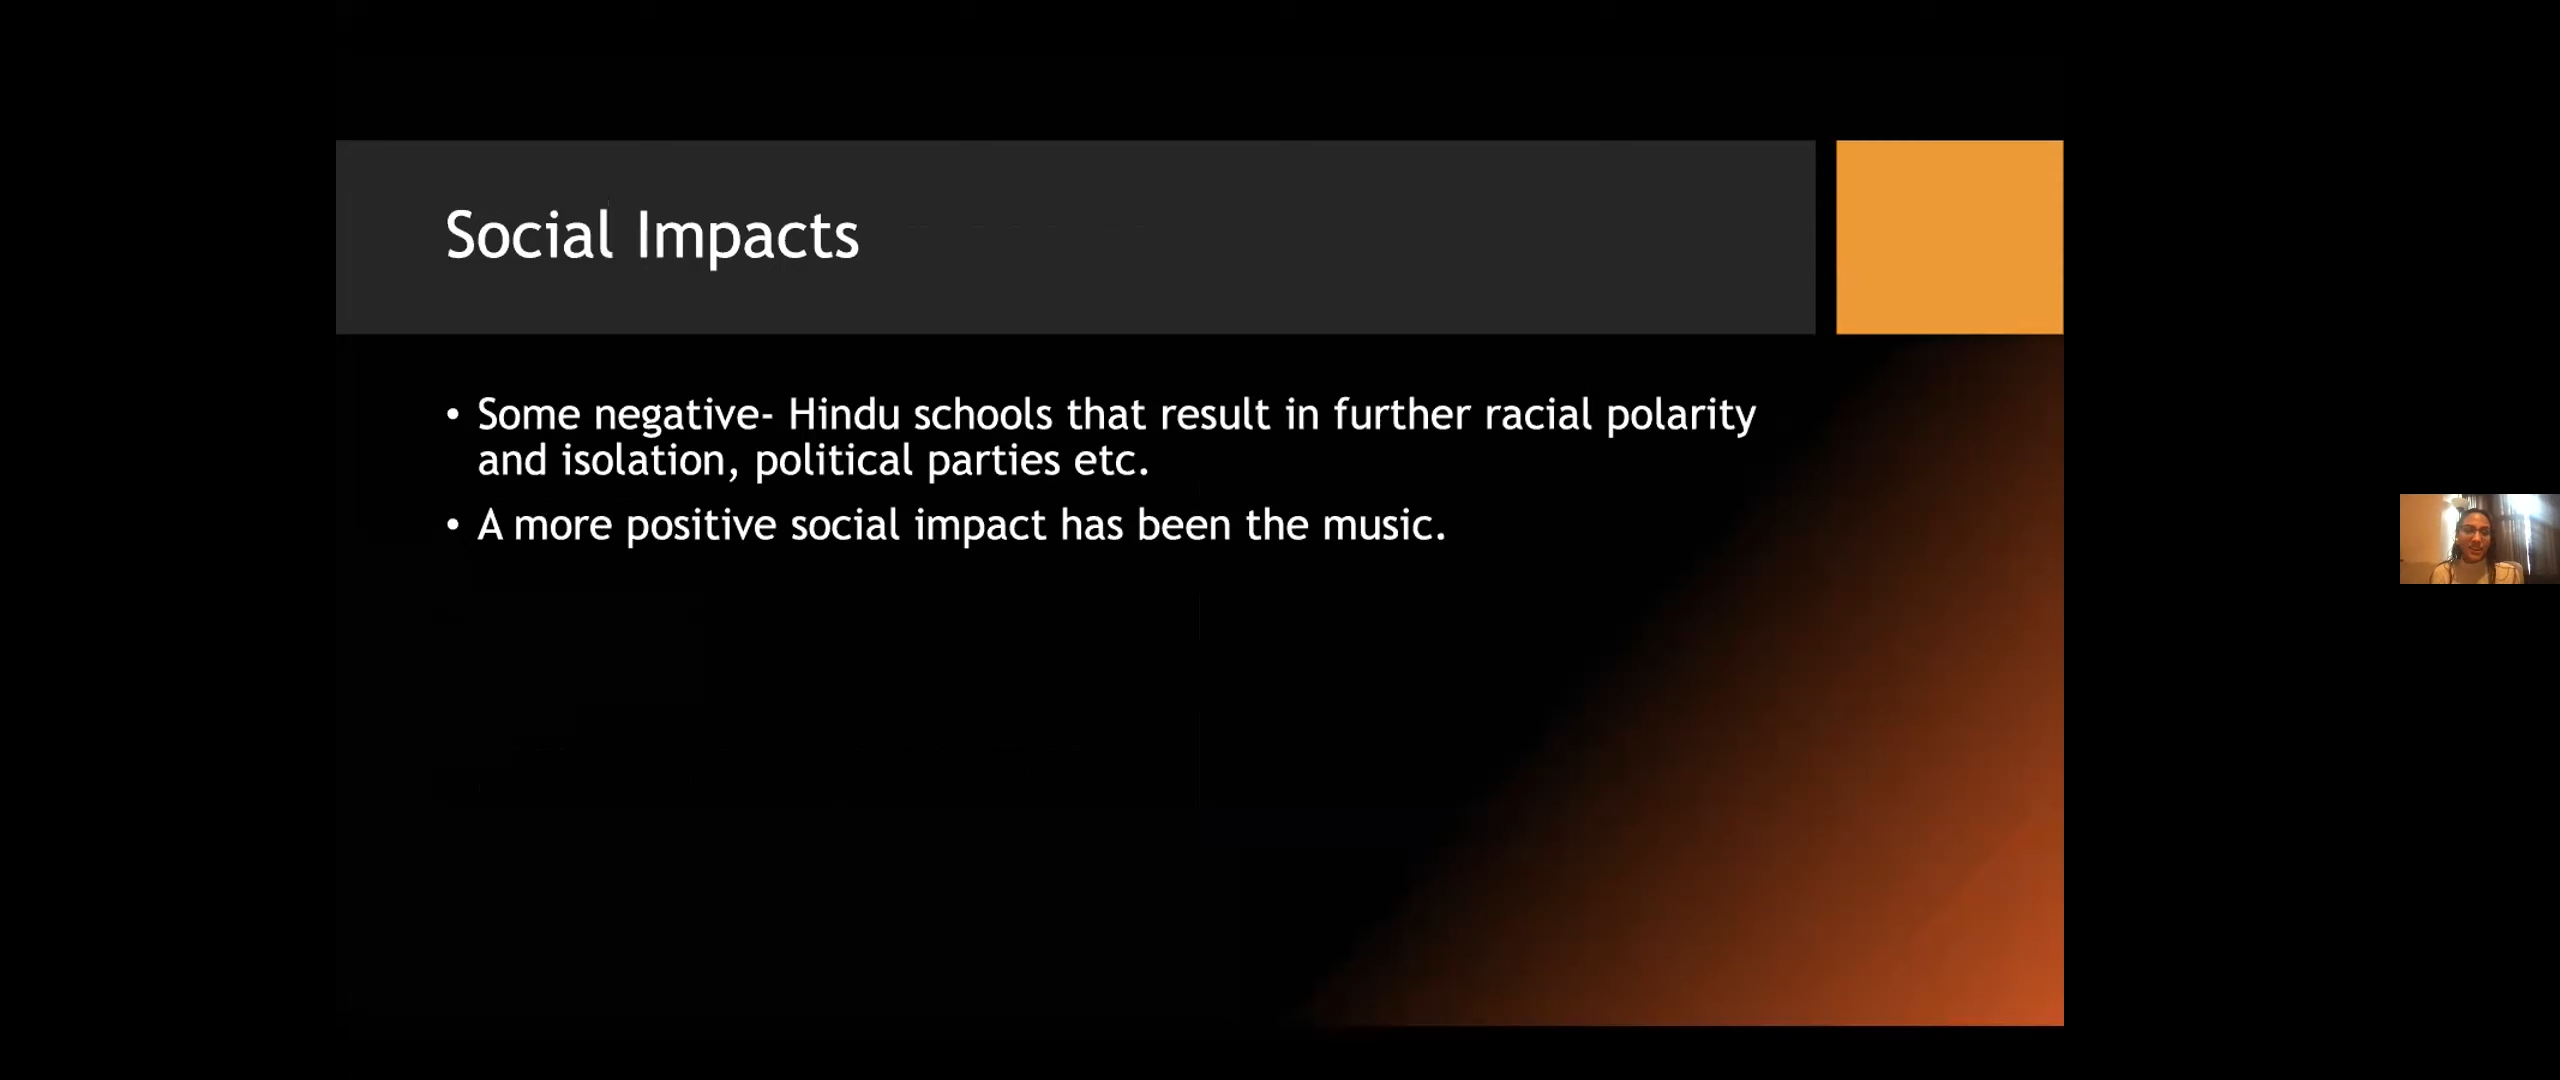 Social Impacts
• Some negative- Hindu schools that result in further racial polarity
and isolation, political parties etc.
• A more positive social impact has been the music.